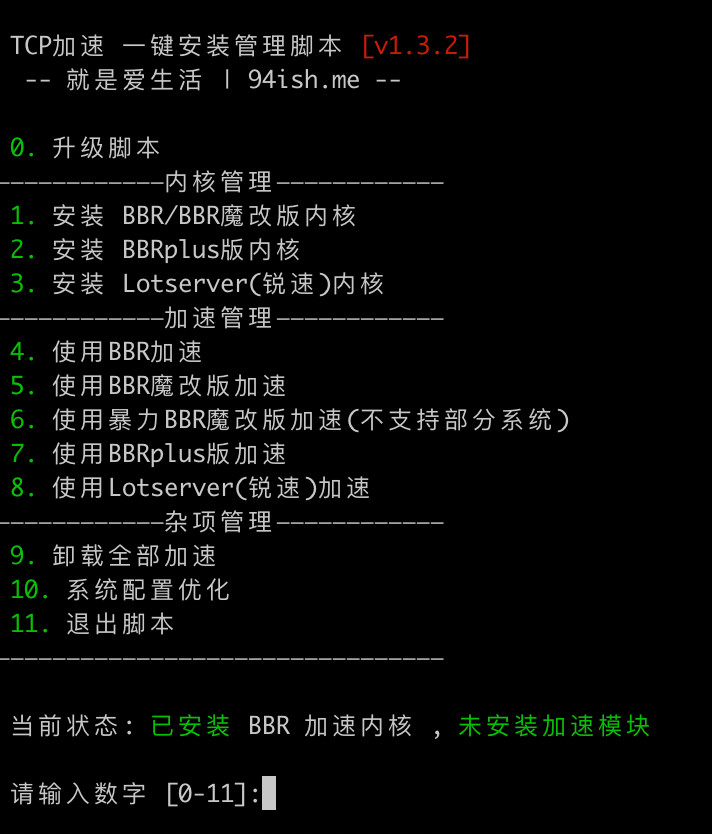 TCP加速 一键安装管理脚本 [v1.3.2]
-- 就是爱生活 | 94ish.me --
0. 升级脚本
————————————内核管理————————————
1. 安装 BBR/BBR魔改版内核
2. 安装 BBRplus版内核
3. 安装 Lotserver(锐速)内核
————————————加速管理————————————
4. 使用BBR加速
5. 使用BBR魔改版加速
6. 使用暴力BBR魔改版加速(不支持部分系统)
7. 使用BBRplus版加速
8. 使用Lotserver(锐速)加速
————————————杂项管理————————————
9. 卸载全部加速
10. 系统配置优化
11. 退出脚本
————————————————————————————————
当前状态: 已安装 BBR 加速内核 , 未安装加速模块
请输入数字 [0-11]: